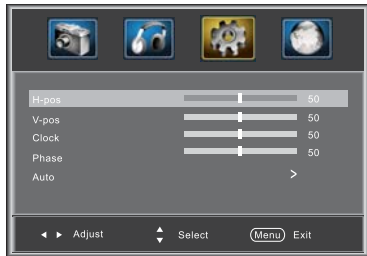 H-pos 50
V-pos 50
Clock 50
Phase 50
Auto >
Adjust Select Menu Exit